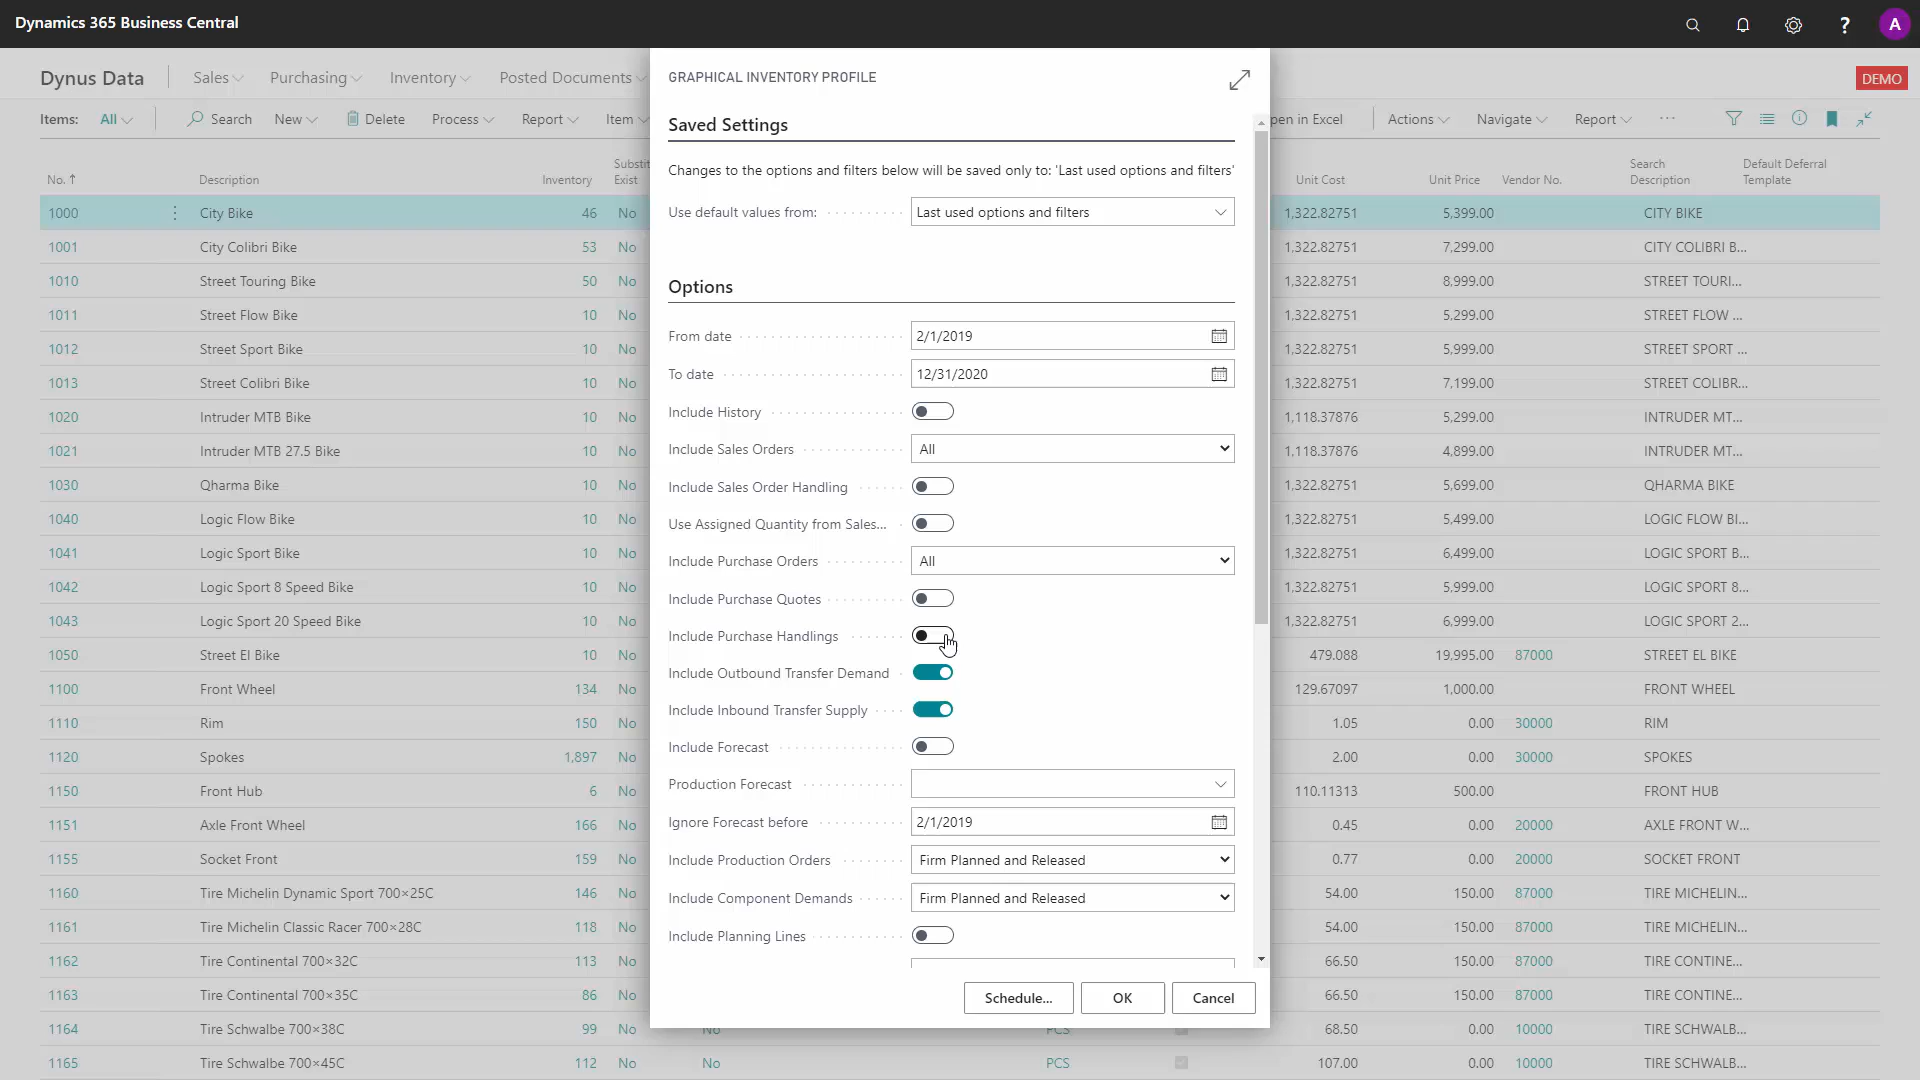 Dynamics 365 Business Central
A
Dynus Data Sales Purchasing Inventory Posted Documents
DEMO
Items: All Search New Delete Process Report Item
pen in Excel Actions Navigate Report ...
No. ↑ Description Inventory Substit Exist
Unit Cost Unit Price Vendor No. Search Description Default Deferral Template
1000 City Bike 46 No 1,322.82751 5,399.00 CITY BIKE
1001 City Colibri Bike 53 No 1,322.82751 7,299.00 CITY COLIBRI B...
1010 Street Touring Bike 50 No 1,322.82751 8,999.00 STREET TOURI...
1011 Street Flow Bike 10 No 1,322.82751 5,299.00 STREET FLOW ...
1012 Street Sport Bike 10 No 1,322.82751 5,999.00 STREET SPORT ...
1013 Street Colibri Bike 10 No 1,322.82751 7,199.00 STREET COLIBR...
1020 Intruder MTB Bike 10 No 1,118.37876 5,299.00 INTRUDER MT...
1021 Intruder MTB 27.5 Bike 10 No 1,118.37876 4,899.00 INTRUDER MT...
1030 Qharma Bike 10 No 1,322.82751 5,699.00 QHARMA BIKE
1040 Logic Flow Bike 10 No 1,322.82751 5,499.00 LOGIC FLOW BI...
1041 Logic Sport Bike 10 No 1,322.82751 6,499.00 LOGIC SPORT B...
1042 Logic Sport 8 Speed Bike 10 No 1,322.82751 5,999.00 LOGIC SPORT 8...
1043 Logic Sport 20 Speed Bike 10 No 1,322.82751 6,999.00 LOGIC SPORT 2...
1050 Street El Bike 10 No 479.088 19,995.00 87000 STREET EL BIKE
1100 Front Wheel 134 No 129.67097 1,000.00 FRONT WHEEL
1110 Rim 150 No 1.05 0.00 30000 RIM
1120 Spokes 1,897 No 2.00 0.00 30000 SPOKES
1150 Front Hub 6 No 110.11313 500.00 FRONT HUB
1151 Axle Front Wheel 166 No 0.45 0.00 20000 AXLE FRONT W...
1155 Socket Front 159 No 0.77 0.00 20000 SOCKET FRONT
1160 Tire Michelin Dynamic Sport 700×25C 146 No 54.00 150.00 87000 TIRE MICHELIN...
1161 Tire Michelin Classic Racer 700×28C 118 No 54.00 150.00 87000 TIRE MICHELIN...
1162 Tire Continental 700×32C 113 No 66.50 150.00 87000 TIRE CONTINE...
1163 Tire Continental 700×35C 86 No 66.50 150.00 87000 TIRE CONTINE...
1164 Tire Schwalbe 700×38C 99 No No PCS 68.50 0.00 10000 TIRE SCHWALB...
1165 Tire Schwalbe 700×45C 112 No No PCS 107.00 0.00 10000 TIRE SCHWALB...
GRAPHICAL INVENTORY PROFILE
Saved Settings
Changes to the options and filters below will be saved only to: 'Last used options and filters'
Use default values from: Last used options and filters
Options
From date 2/1/2019
To date 12/31/2020
Include History
Include Sales Orders All
Include Sales Order Handling
Use Assigned Quantity from Sales...
Include Purchase Orders All
Include Purchase Quotes
Include Purchase Handlings
Include Outbound Transfer Demand
Include Inbound Transfer Supply
Include Forecast
Production Forecast
Ignore Forecast before 2/1/2019
Include Production Orders Firm Planned and Released
Include Component Demands Firm Planned and Released
Include Planning Lines
Schedule... OK Cancel